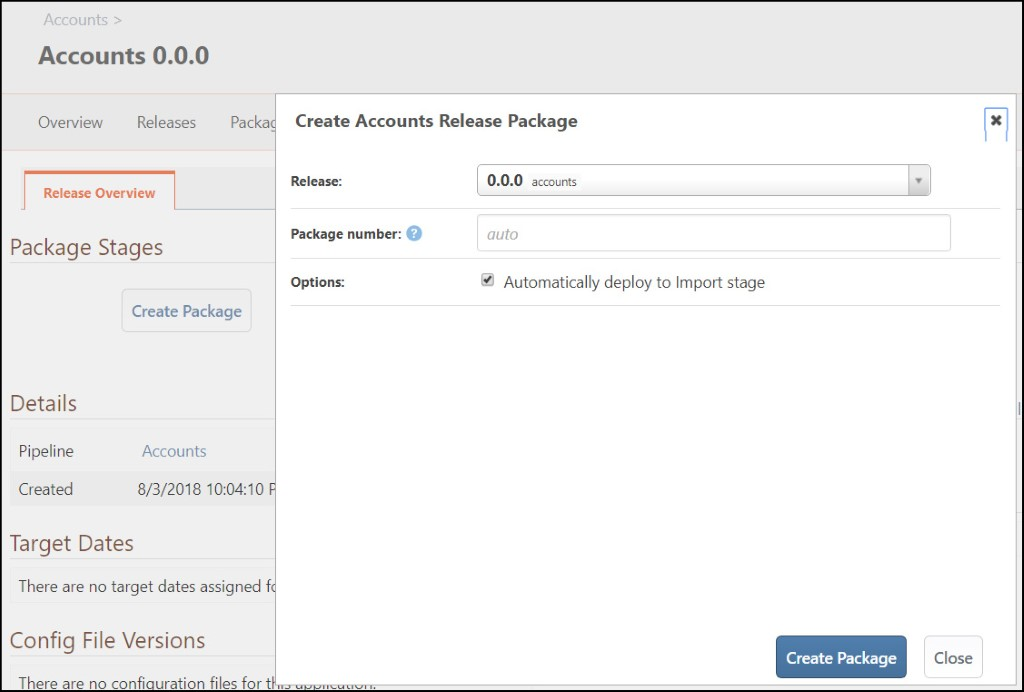 Accounts >
Accounts 0.0.0
Overview Releases
Release Overview
Package Stages
Create Package
Details
Pipeline Accounts
Created 8/3/2018 10:04:10
Target Dates
There are no target dates assigned
Config File Versions
There are no configuration files for this application.
Create Accounts Release Package
Release: 0.0.0 accounts
Package number: ? auto
Options: Automatically deploy to Import stage
Create Package Close